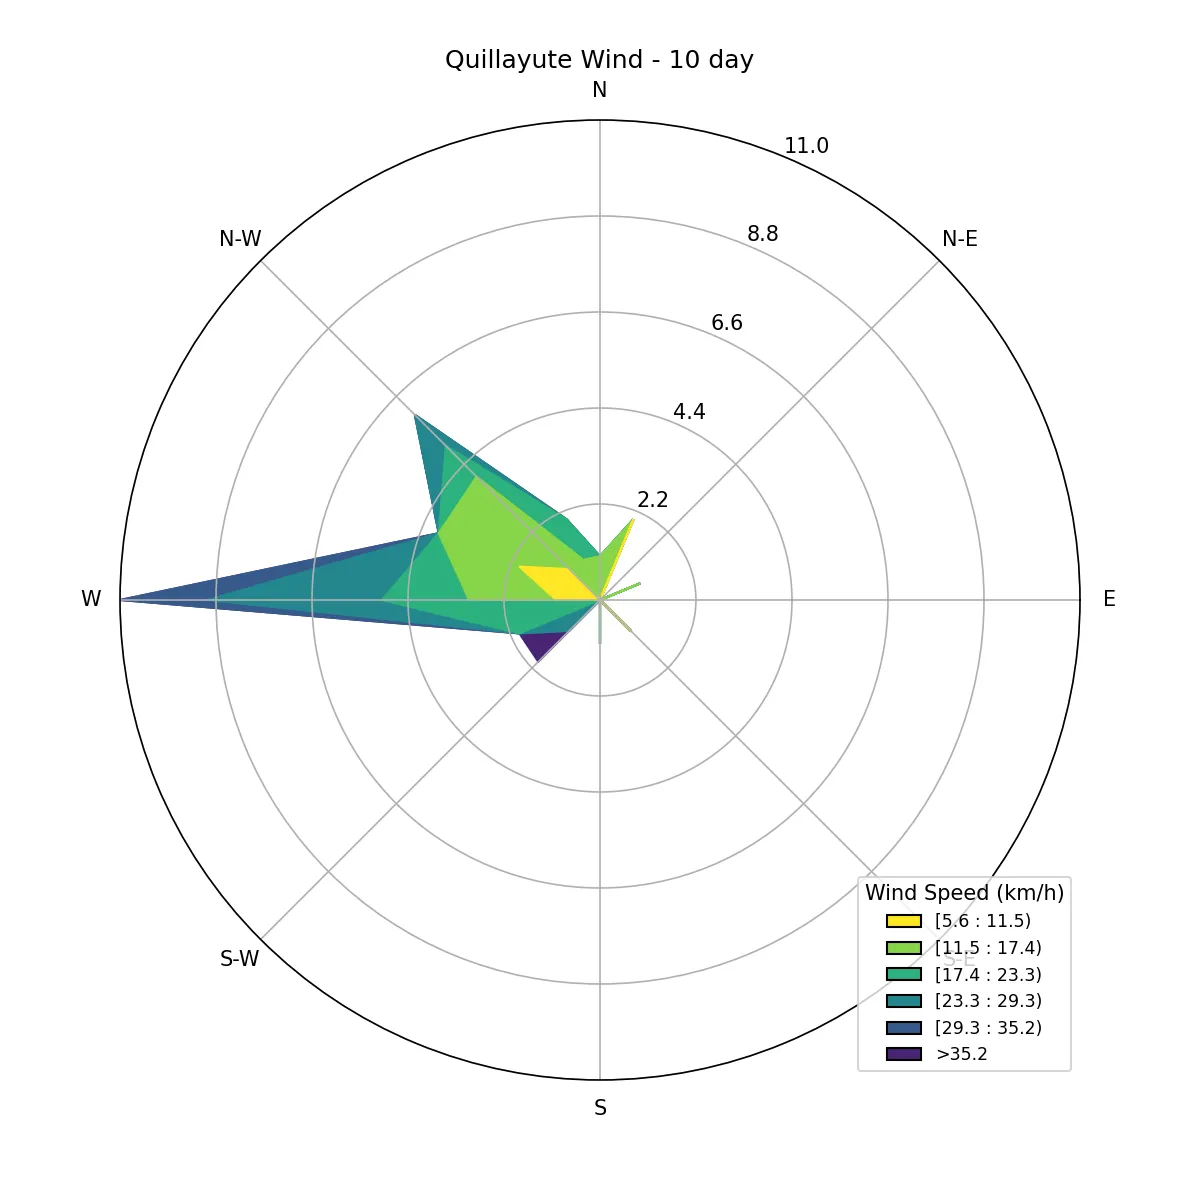 Quillayute Wind - 10 day
N
11.0
8.8
N-W
N-E
6.6
4.4
2.2
W
E
Wind Speed (km/h)
[5.6 : 11.5)
[11.5 : 17.4)
S-W
S-E
[17.4 : 23.3)
[23.3 : 29.3)
[29.3 : 35.2)
>35.2
S